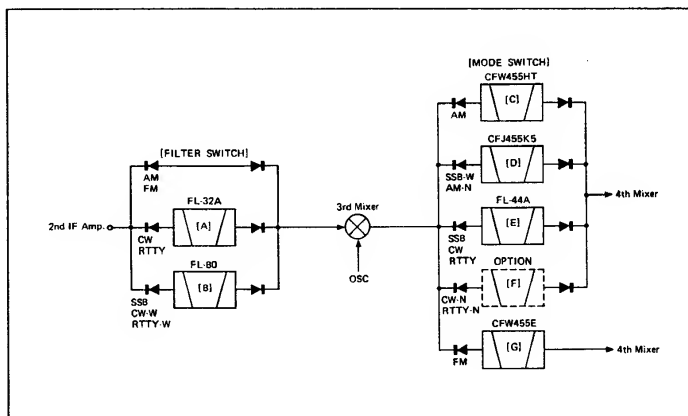 [FILTER SWITCH]
AM
FM
2nd IF Amp.
FL-32A
[A]
CW
RTTY
FL-80
[B]
SSB
CW-W
RTTY-W
3rd Mixer
OSC
[MODE SWITCH]
CFW455HT
[C]
AM
CFJ455K5
[D]
SSB-W
AM-N
4th Mixer
FL-44A
[E]
SSB
CW
RTTY
OPTION
[F]
CW-N
RTTY-N
CFW455E
[G]
FM
4th Mixer